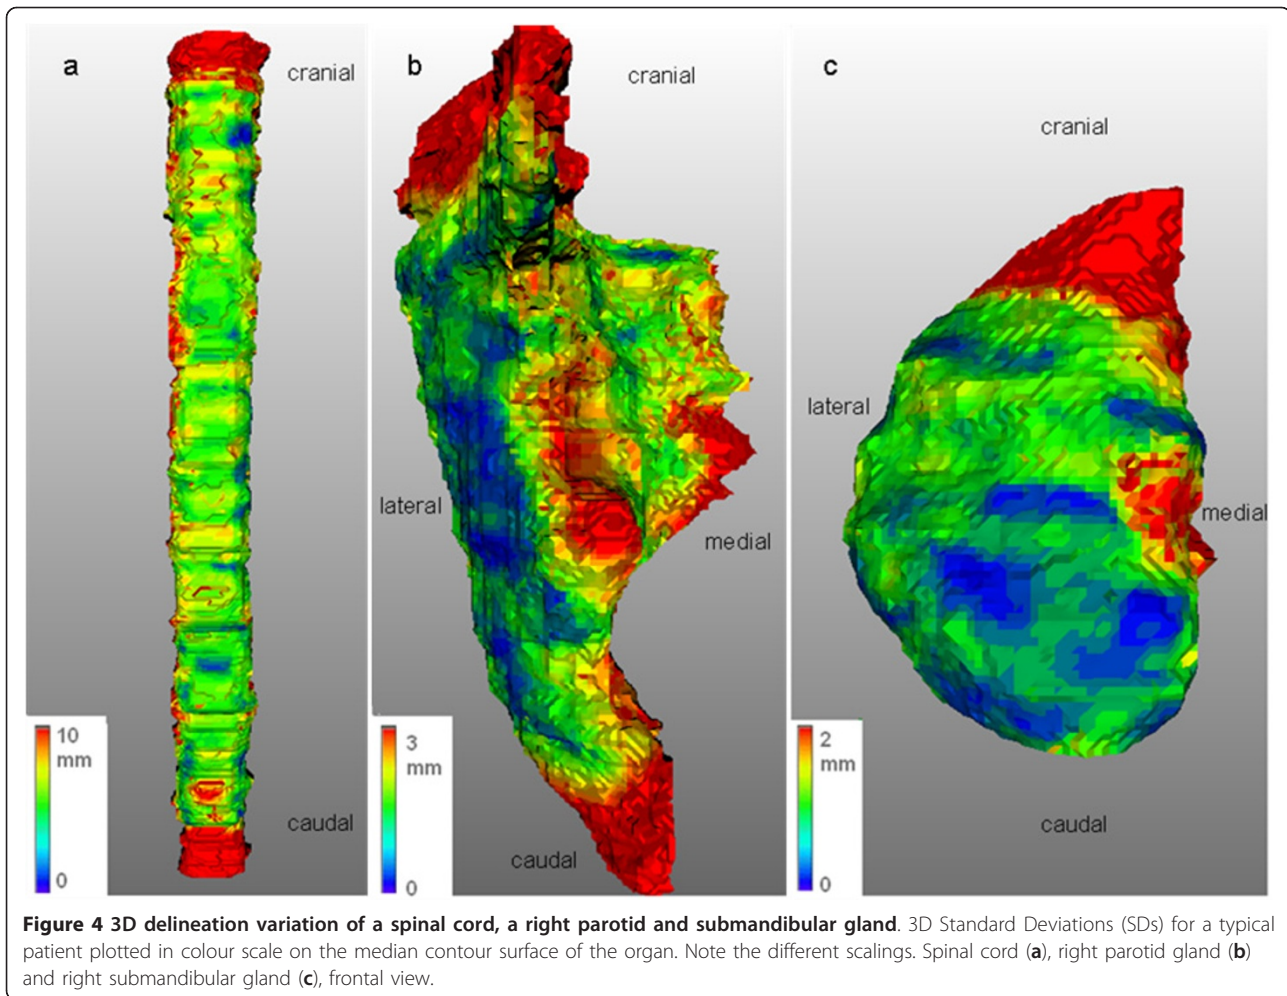 a
cranial
10
mm
0
caudal
b
cranial
lateral
medial
3
mm
0
caudal
c
cranial
lateral
medial
2
mm
0
caudal
Figure 4 3D delineation variation of a spinal cord, a right parotid and submandibular gland. 3D Standard Deviations (SDs) for a typical
patient plotted in colour scale on the median contour surface of the organ. Note the different scalings. Spinal cord (a), right parotid gland (b)
and right submandibular gland (c), frontal view.